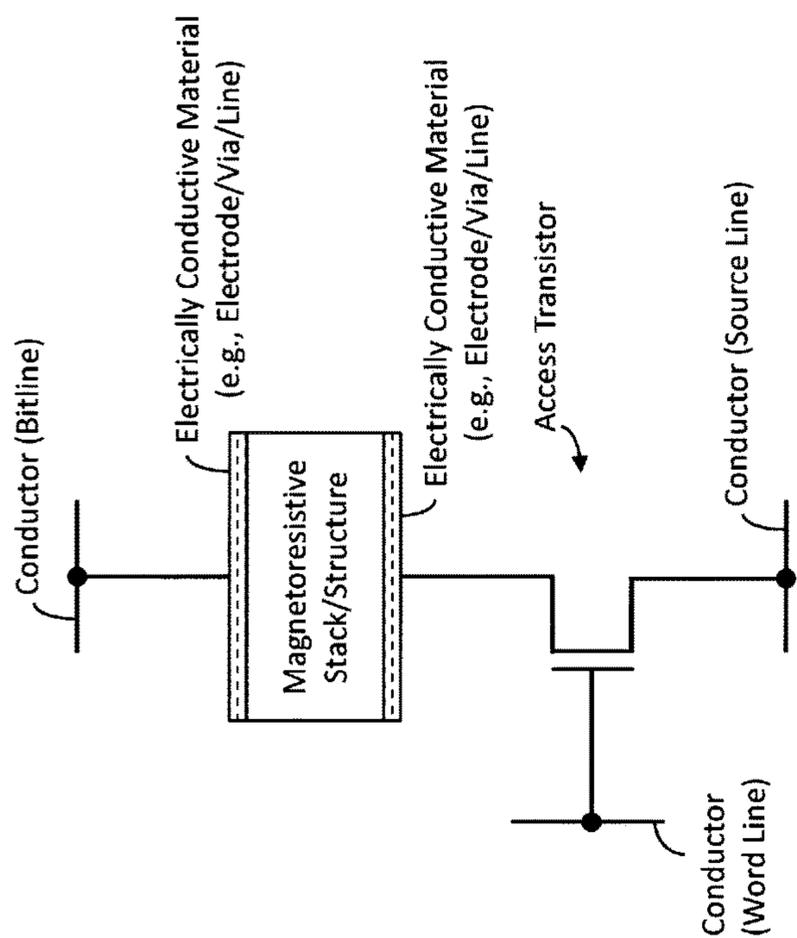 Conductor (Bitline)
Electrically Conductive Material
(e.g., Electrode/Via/Line)
Magnetoresistive
Stack/Structure
Electrically Conductive Material
(e.g., Electrode/Via/Line)
Access Transistor
Conductor (Source Line)
Conductor
(Word Line)